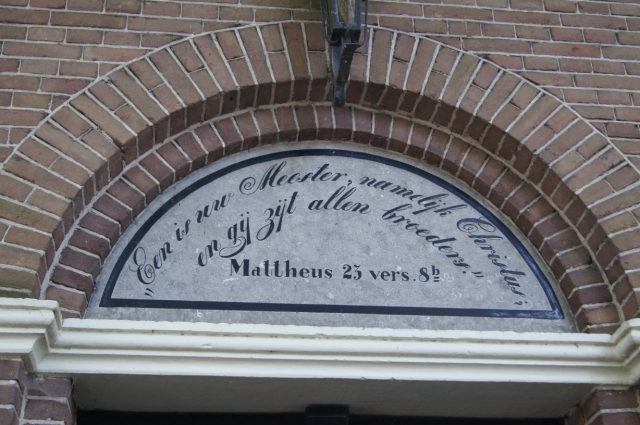 „Een is uw Meester, namelijk Christus;
en gij zijt allen broeders."
Mattheus 23 vers. 8b